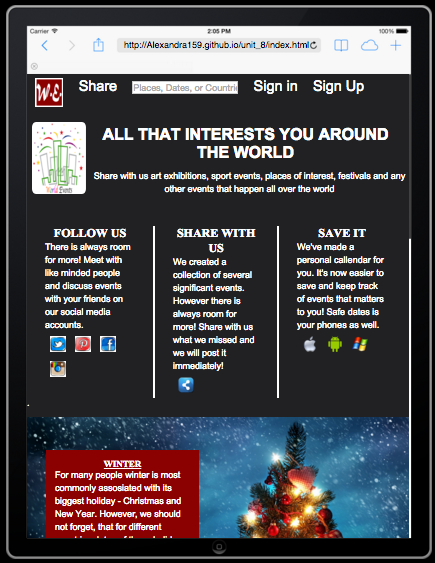 Carrier
2:05 PM
100%
http://Alexandra159.github.io/unit_8/index.html
W.E.
Share
Places, Dates, or Countrie
Sign in
Sign Up
World Events
ALL THAT INTERESTS YOU AROUND
THE WORLD
Share with us art exhibitions, sport events, places of interest, festivals and any
other events that happen all over the world
FOLLOW US
There is always room
for more! Meet with
like minded people
and discuss events
with your friends on
our social media
accounts.
SHARE WITH
US
We created a
collection of several
significant events.
However there is
always room for
more! Share with us
what we missed and
we will post it
immediately!
SAVE IT
We've made a
personal callendar for
you. It's now easier to
save and keep track
of events that matters
to you! Safe dates is
your phones as well.
WINTER
For many people winter is most
commonly assosiated with its
biggest holiday - Christmas and
New Year. However, we should
not forget, that for different